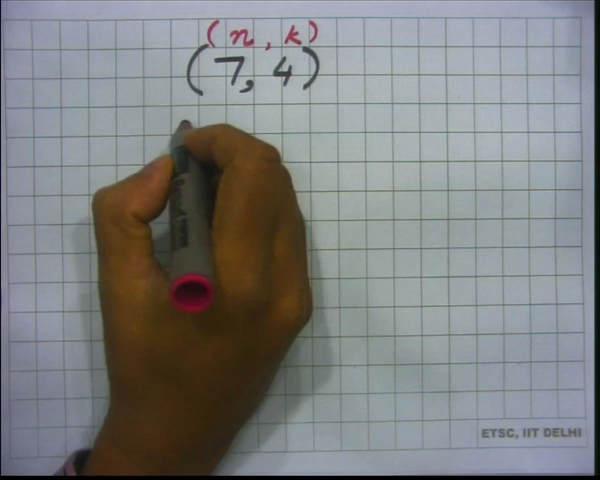 (n, k)
(7, 4)
ETSC, IIT DELHI